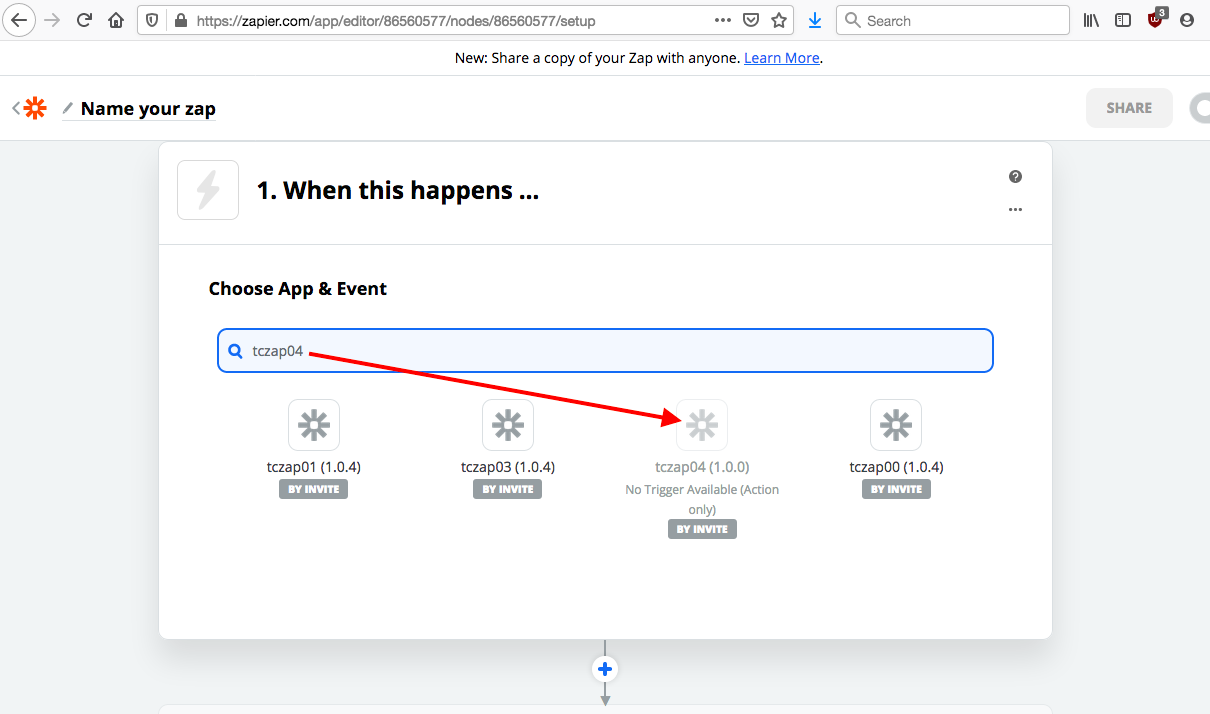 https://zapier.com/app/editor/86560577/nodes/86560577/setup
Search
3
New: Share a copy of your Zap with anyone. Learn More.
Name your zap
SHARE
1. When this happens ...
Choose App & Event
tczap04
tczap01 (1.0.4)
BY INVITE
tczap03 (1.0.4)
BY INVITE
tczap04 (1.0.0)
No Trigger Available (Action
only)
BY INVITE
tczap00 (1.0.4)
BY INVITE